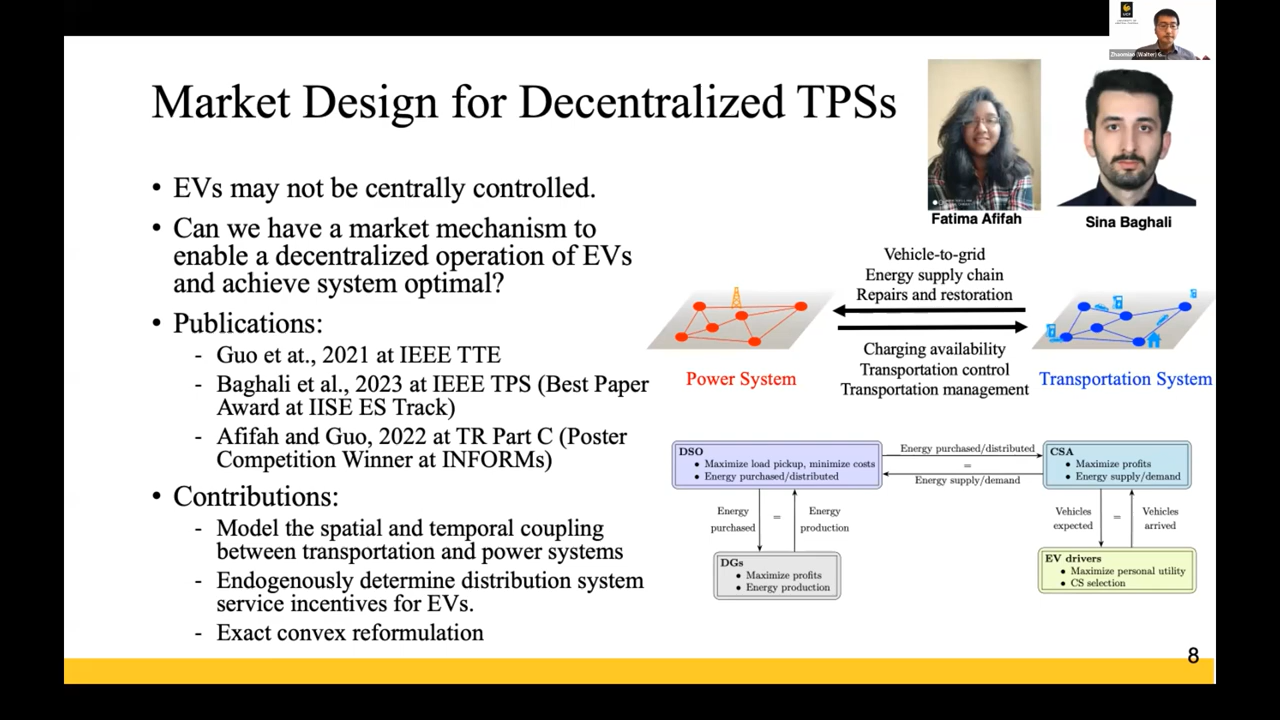 Market Design for Decentralized TPSs
• EVs may not be centrally controlled.
• Can we have a market mechanism to
enable a decentralized operation of EVs
and achieve system optimal?
• Publications:
- Guo et at., 2021 at IEEE TTE
- Baghali et al., 2023 at IEEE TPS (Best Paper
Award at IISE ES Track)
- Afifah and Guo, 2022 at TR Part C (Poster
Competition Winner at INFORMs)
• Contributions:
- Model the spatial and temporal coupling
between transportation and power systems
- Endogenously determine distribution system
service incentives for EVs.
- Exact convex reformulation
UCF
Zhaomiao (Walter) G...
Fatima Afifah
Sina Baghali
Vehicle-to-grid
Energy supply chain
Repairs and restoration
Charging availability
Transportation control
Transportation management
Power System
Transportation System
DSO
• Maximize load pickup, minimize costs
• Energy purchased/distributed
Energy purchased/distributed
=
Energy supply/demand
CSA
• Maximize profits
• Energy supply/demand
Energy
purchased
=
Energy
production
Vehicles
expected
=
Vehicles
arrived
DGs
• Maximize profits
• Energy production
EV drivers
• Maximize personal utility
• CS selection
8